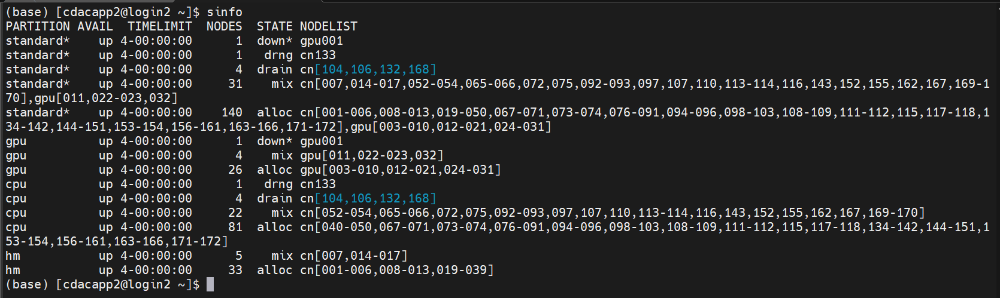 (base) [cdacapp2@login2 ~]$ sinfo
PARTITION AVAIL  TIMELIMIT  NODES  STATE NODELIST
standard*    up 4-00:00:00      1  down* gpu001
standard*    up 4-00:00:00      1   drng cn133
standard*    up 4-00:00:00      4  drain cn[104,106,132,168]
standard*    up 4-00:00:00     31    mix cn[007,014-017,052-054,065-066,072,075,092-093,097,107,110,113-114,116,143,152,155,162,167,169-1
70],gpu[011,022-023,032]
standard*    up 4-00:00:00    140  alloc cn[001-006,008-013,019-050,067-071,073-074,076-091,094-096,098-103,108-109,111-112,115,117-118,1
34-142,144-151,153-154,156-161,163-166,171-172],gpu[003-010,012-021,024-031]
gpu          up 4-00:00:00      1  down* gpu001
gpu          up 4-00:00:00      4    mix gpu[011,022-023,032]
gpu          up 4-00:00:00     26  alloc gpu[003-010,012-021,024-031]
cpu          up 4-00:00:00      1   drng cn133
cpu          up 4-00:00:00      4  drain cn[104,106,132,168]
cpu          up 4-00:00:00     22    mix cn[052-054,065-066,072,075,092-093,097,107,110,113-114,116,143,152,155,162,167,169-170]
cpu          up 4-00:00:00     81  alloc cn[040-050,067-071,073-074,076-091,094-096,098-103,108-109,111-112,115,117-118,134-142,144-151,1
53-154,156-161,163-166,171-172]
hm           up 4-00:00:00      5    mix cn[007,014-017]
hm           up 4-00:00:00     33  alloc cn[001-006,008-013,019-039]
(base) [cdacapp2@login2 ~]$